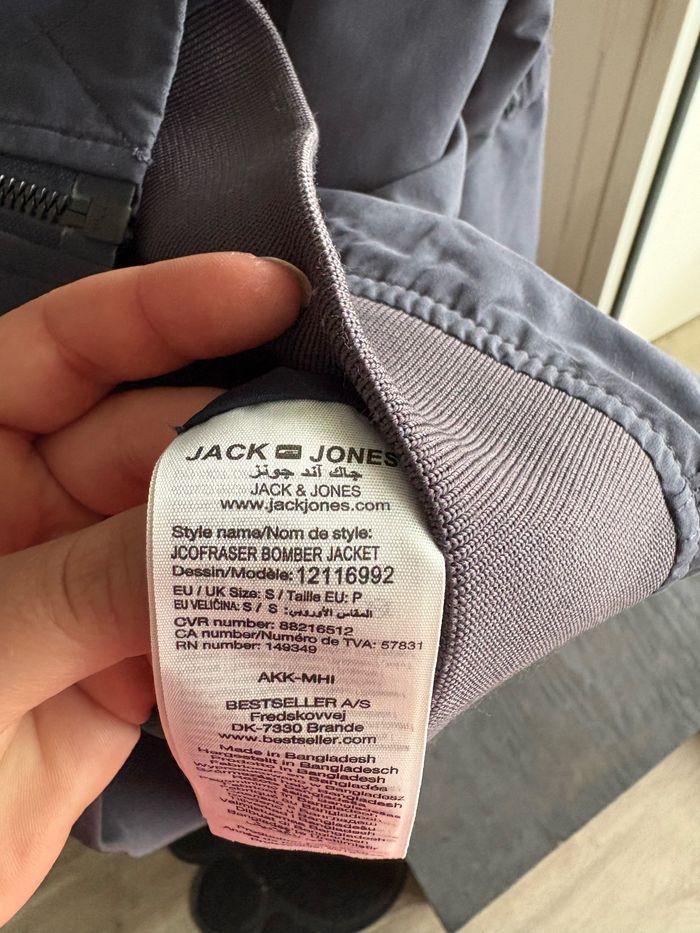 JACK JONES
جاك آند جونز
JACK & JONES
www.jackjones.com
Style name/Nom de style:
JCOFRASER BOMBER JACKET
Dessin/Modèle: 12116992
EU / UK Size: S / Taille EU: P
EU VELIČINA: S / S :المقاس الأوروبي
CVR number: 88216512
CA number/Numéro de TVA: 57831
RN number: 149349
AKK-MHI
BESTSELLER A/S
Fredskovvej
DK-7330 Brande
www.bestseller.com
Made in Bangladesh
Hergestellt in Bangladesch
Bangladesh